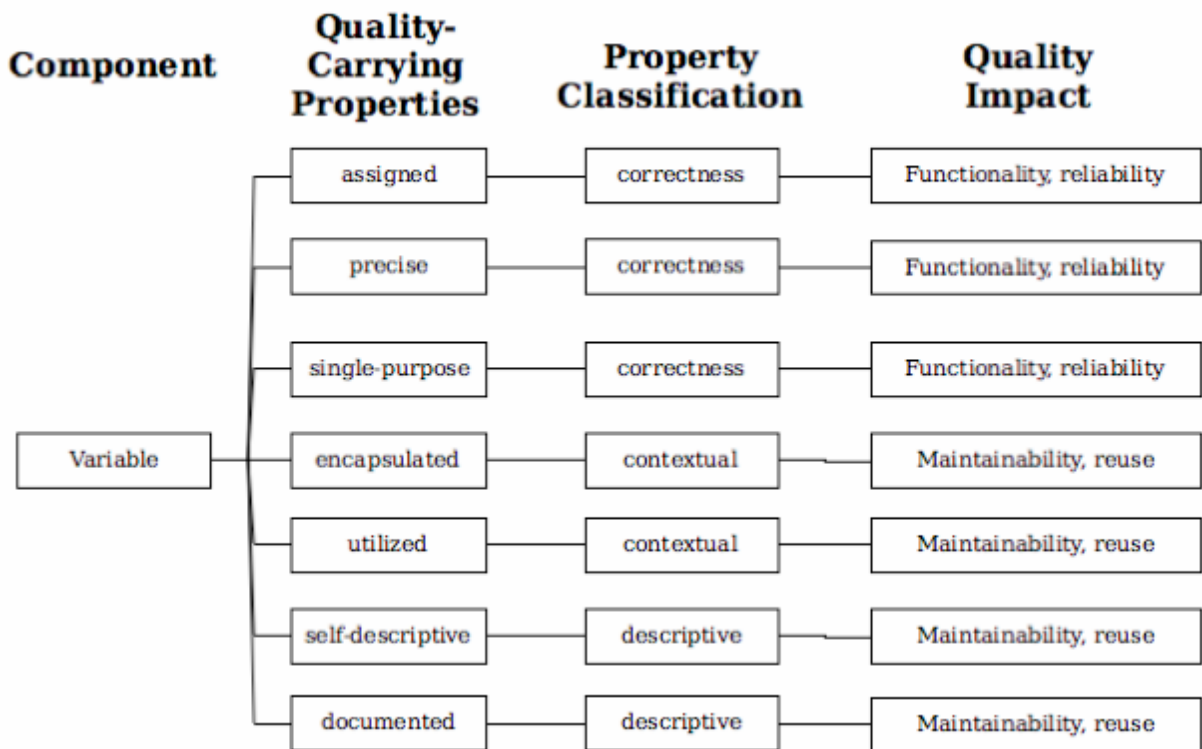 Component
Quality-
Carrying
Properties
Property
Classification
Quality
Impact
assigned
correctness
Functionality, reliability
precise
correctness
Functionality, reliability
single-purpose
correctness
Functionality, reliability
Variable
encapsulated
contextual
Maintainability, reuse
utilized
contextual
Maintainability, reuse
self-descriptive
descriptive
Maintainability, reuse
documented
descriptive
Maintainability, reuse